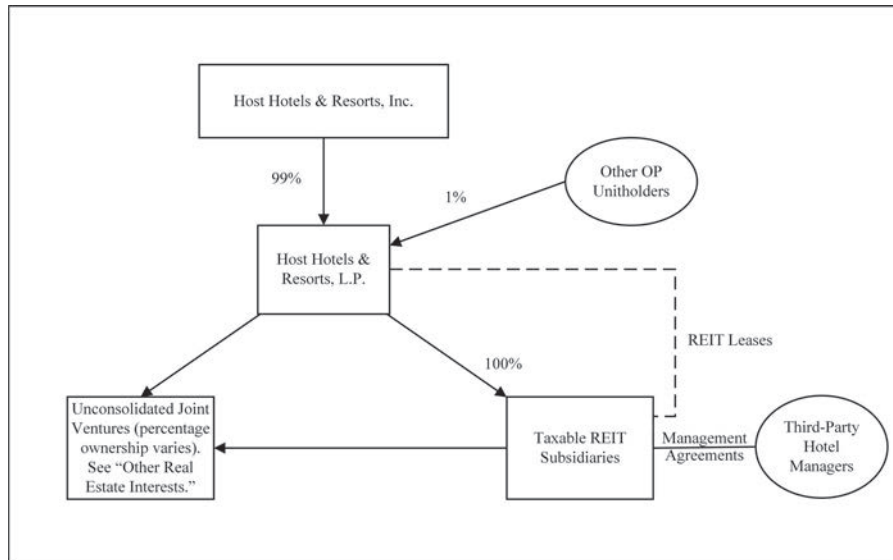 Host Hotels & Resorts, Inc.
99%
Other OP
Unitholders
1%
Host Hotels &
Resorts, L.P.
REIT Leases
100%
Unconsolidated Joint
Ventures (percentage
ownership varies).
See “Other Real
Estate Interests.”
Taxable REIT
Subsidiaries
Management
Agreements
Third-Party
Hotel
Managers